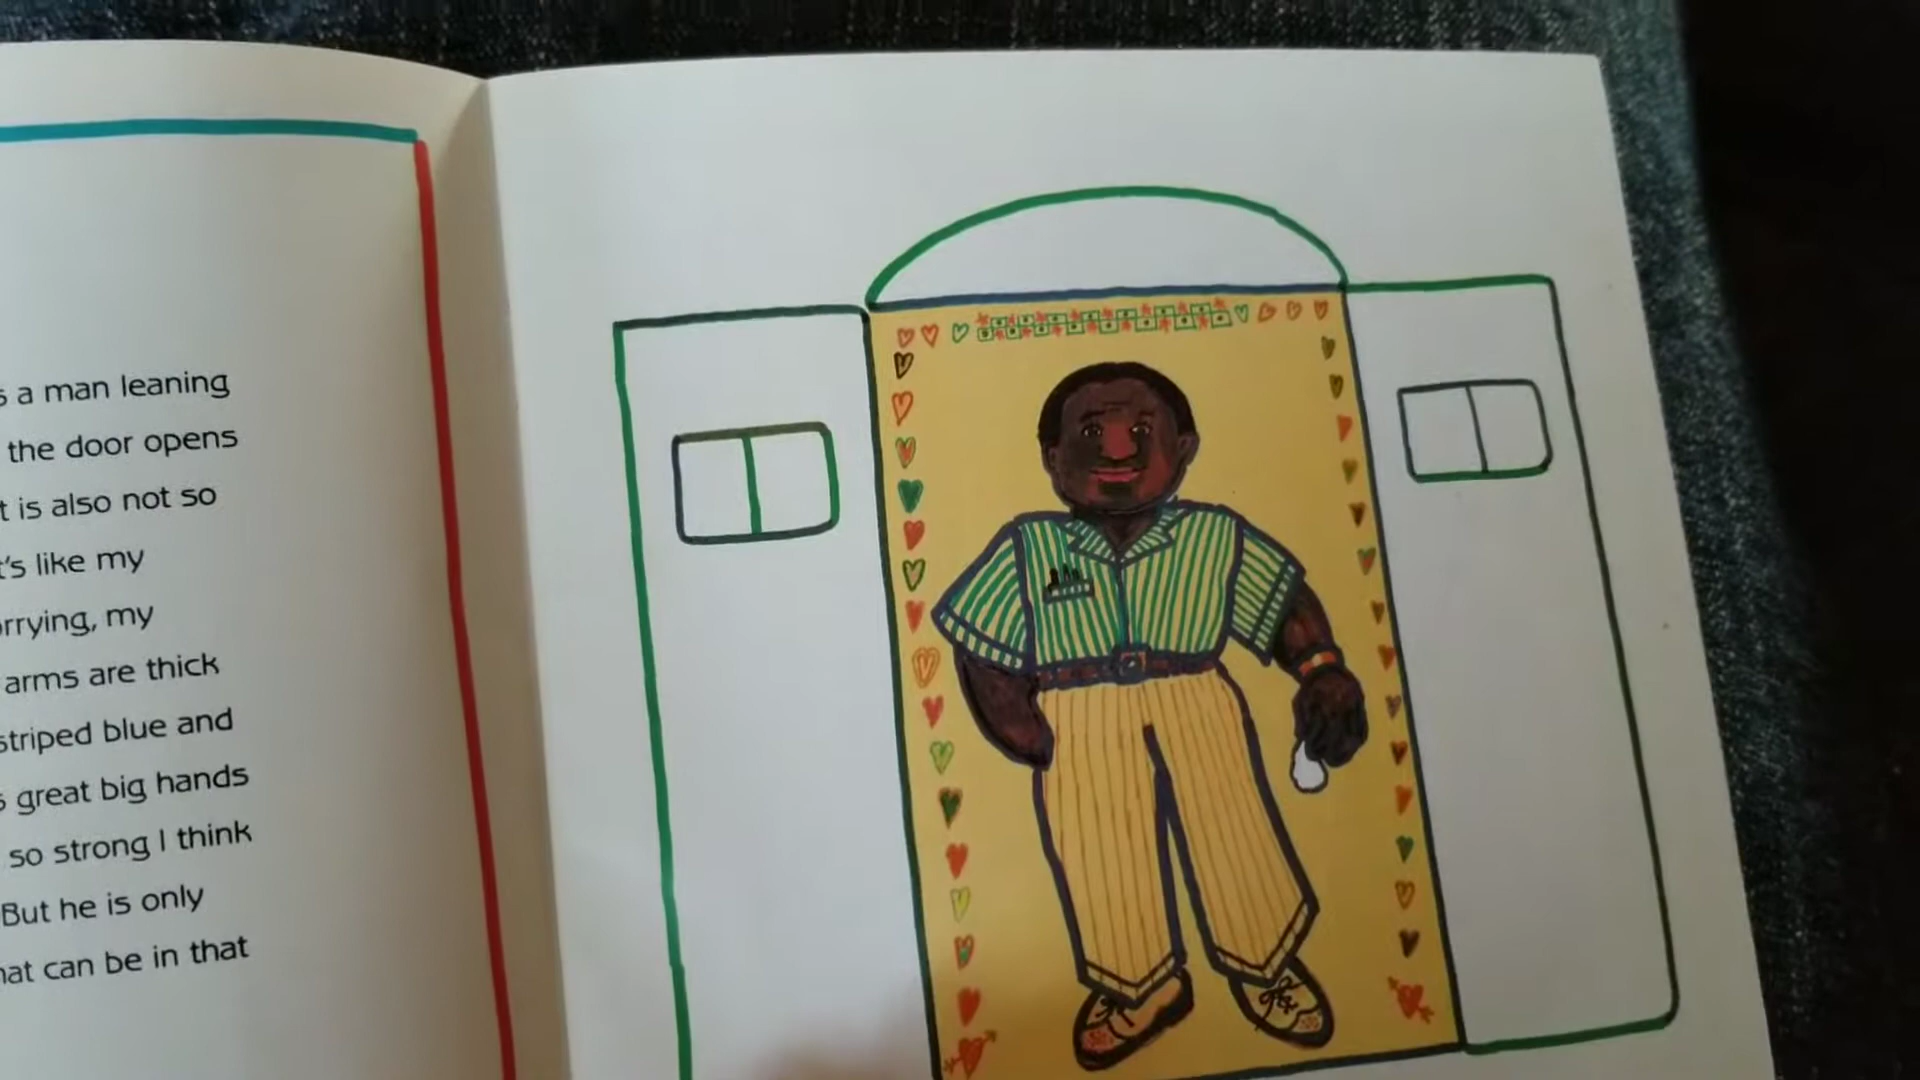 a man leaning
the door opens
t is also not so
t's like my
rrying, my
arms are thick
striped blue and
great big hands
so strong I think
But he is only
hat can be in that